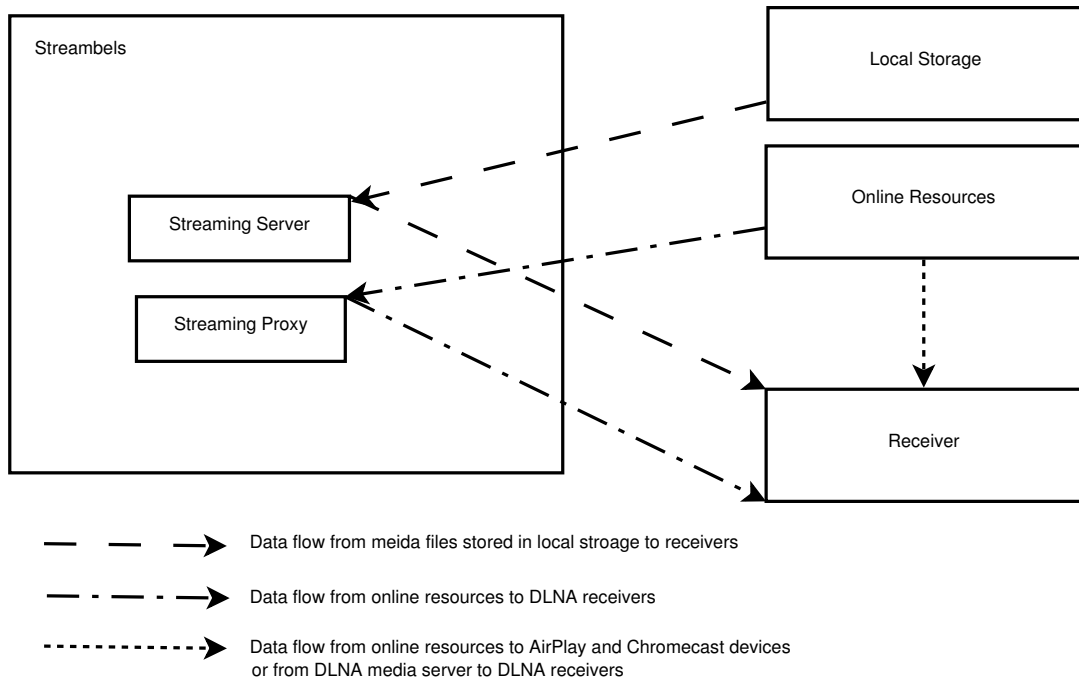 Streambels
Local Storage
Online Resources
Streaming Server
Streaming Proxy
Receiver
Data flow from meida files stored in local stroage to receivers
Data flow from online resources to DLNA receivers
Data flow from online resources to AirPlay and Chromecast devices
or from DLNA media server to DLNA receivers